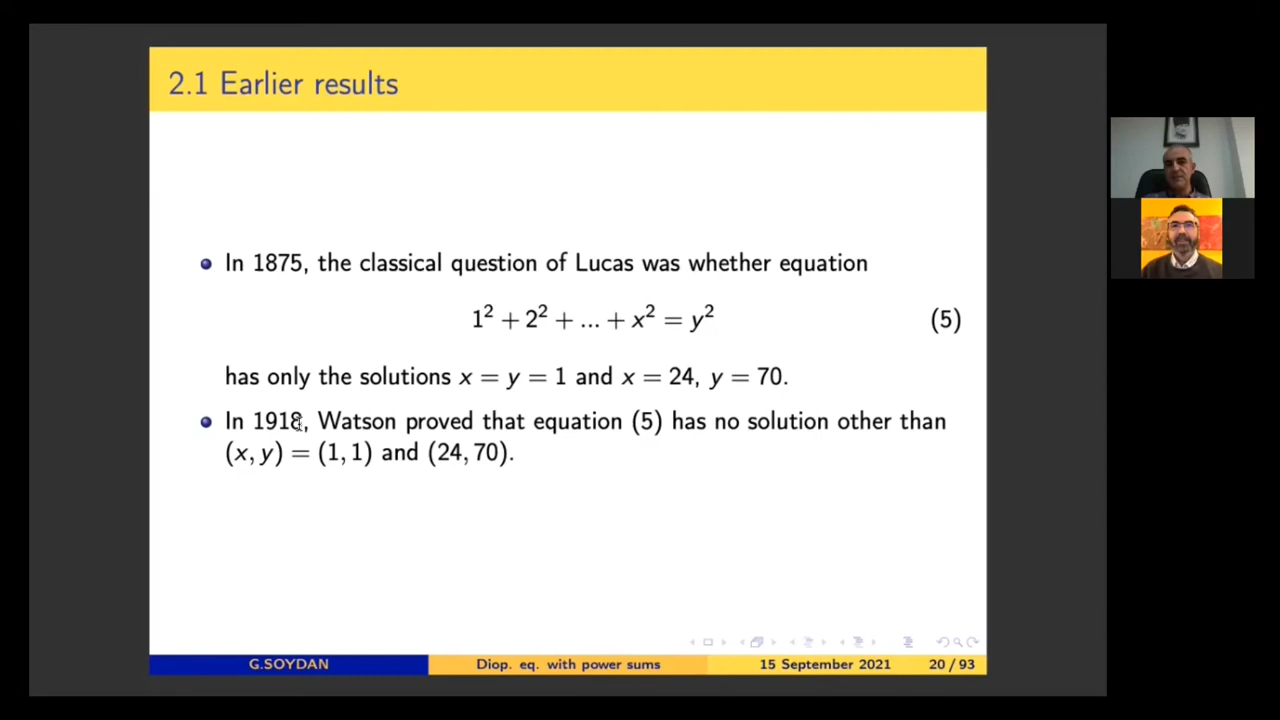 2.1 Earlier results
In 1875, the classical question of Lucas was whether equation
1² + 2² + ... + x² = y² (5)
has only the solutions x = y = 1 and x = 24, y = 70.
In 1918, Watson proved that equation (5) has no solution other than
(x, y) = (1, 1) and (24, 70).
G.SOYDAN Diop. eq. with power sums 15 September 2021 20 / 93